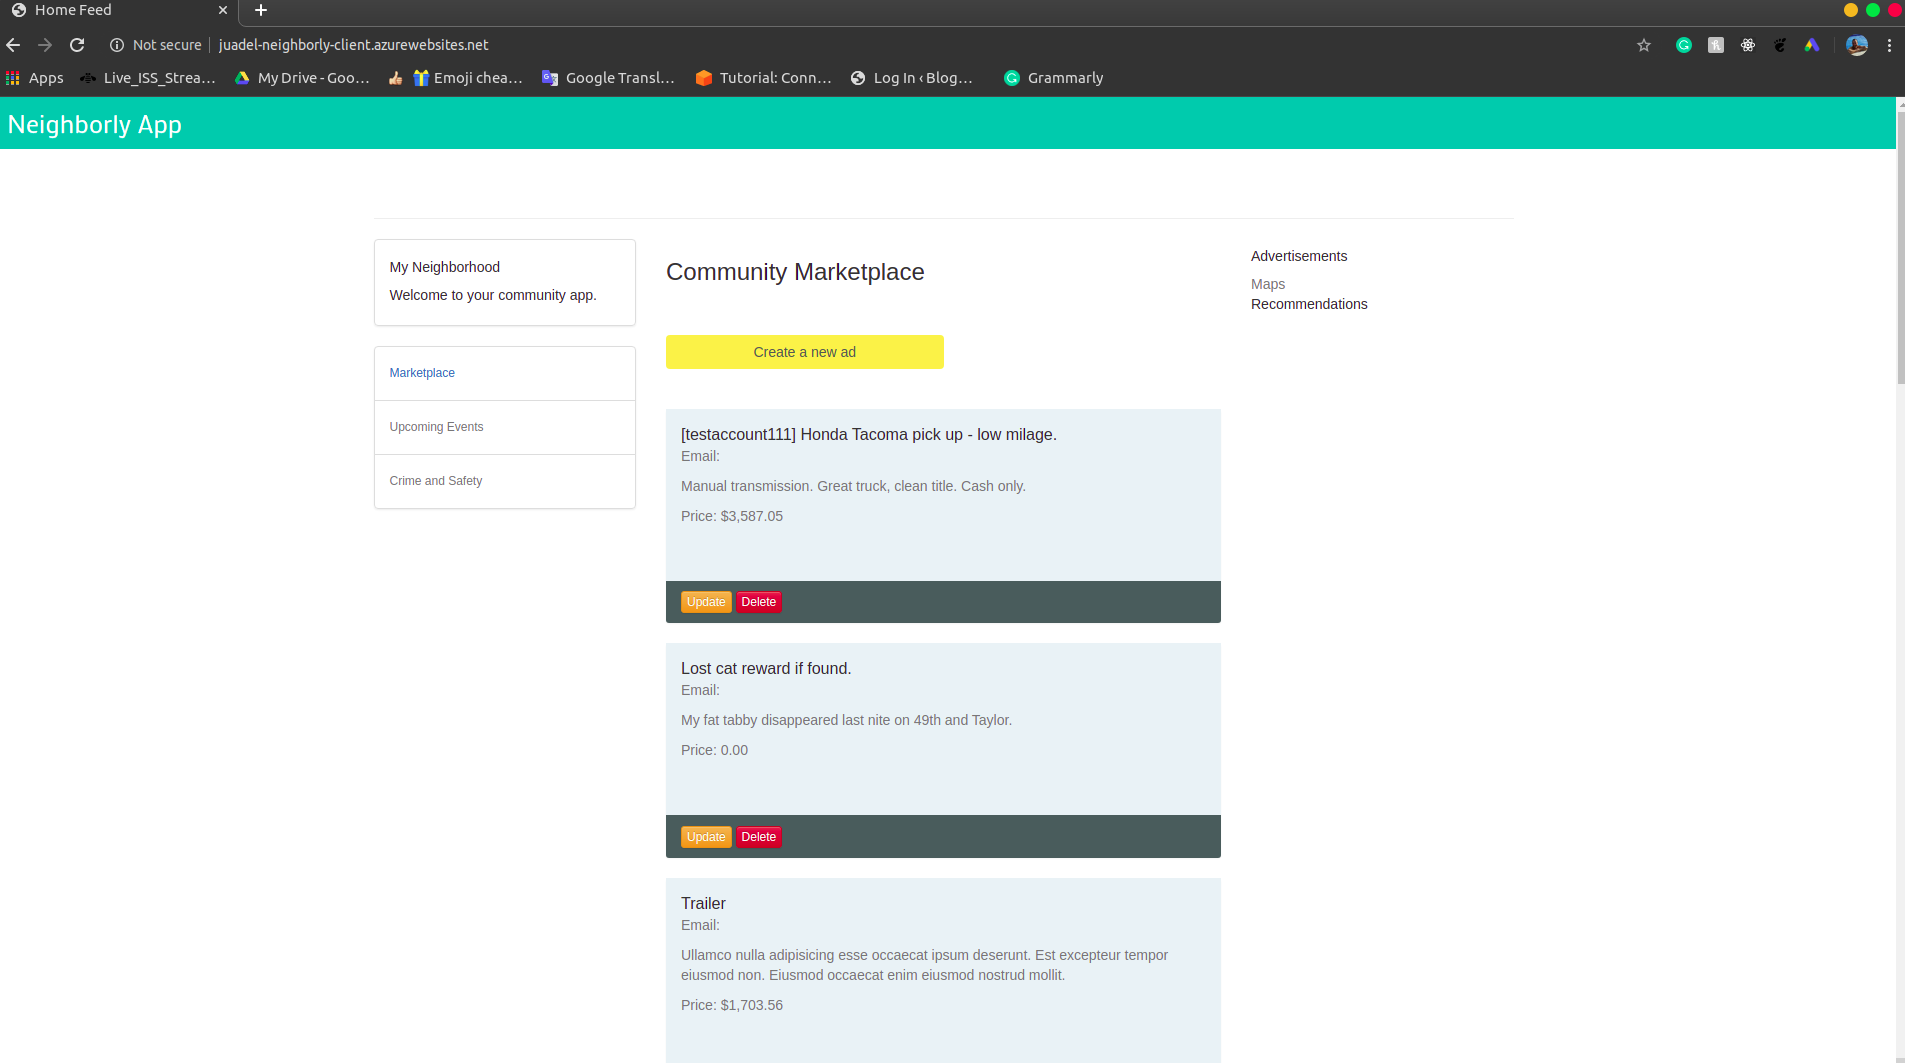 Home Feed
Not secure
juadel-neighborly-client.azurewebsites.net
Apps
Live_ISS_Strea...
My Drive - Goo...
Emoji chea...
Google Transl...
Tutorial: Conn...
Log In ‹ Blog...
Grammarly
Neighborly App
My Neighborhood
Welcome to your community app.
Marketplace
Upcoming Events
Crime and Safety
Community Marketplace
Create a new ad
[testaccount111] Honda Tacoma pick up - low milage.
Email:
Manual transmission. Great truck, clean title. Cash only.
Price: $3,587.05
Update Delete
Lost cat reward if found.
Email:
My fat tabby disappeared last nite on 49th and Taylor.
Price: 0.00
Update Delete
Trailer
Email:
Ullamco nulla adipisicing esse occaecat ipsum deserunt. Est excepteur tempor
eiusmod non. Eiusmod occaecat enim eiusmod nostrud mollit.
Price: $1,703.56
Advertisements
Maps
Recommendations